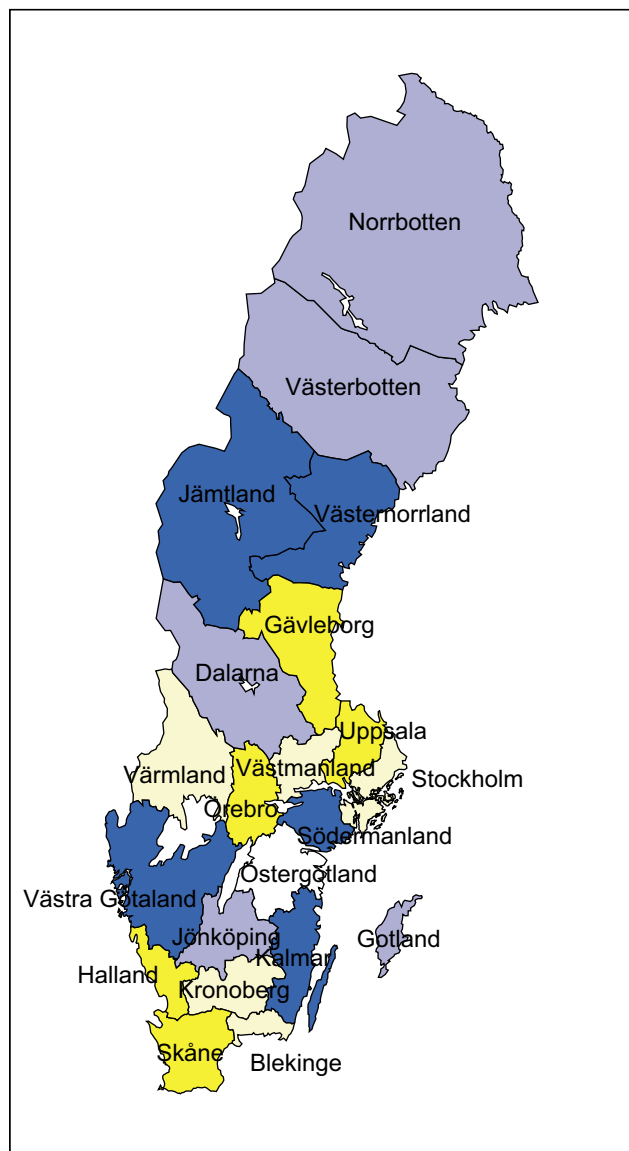 Norrbotten
Västerbotten
Jämtland
Västernorrland
Gävleborg
Dalarna
Uppsala
Värmland
Västmanland
Stockholm
Örebro
Södermanland
Östergötland
Västra Götaland
Jönköping
Gotland
Kalmar
Halland
Kronoberg
Skåne
Blekinge